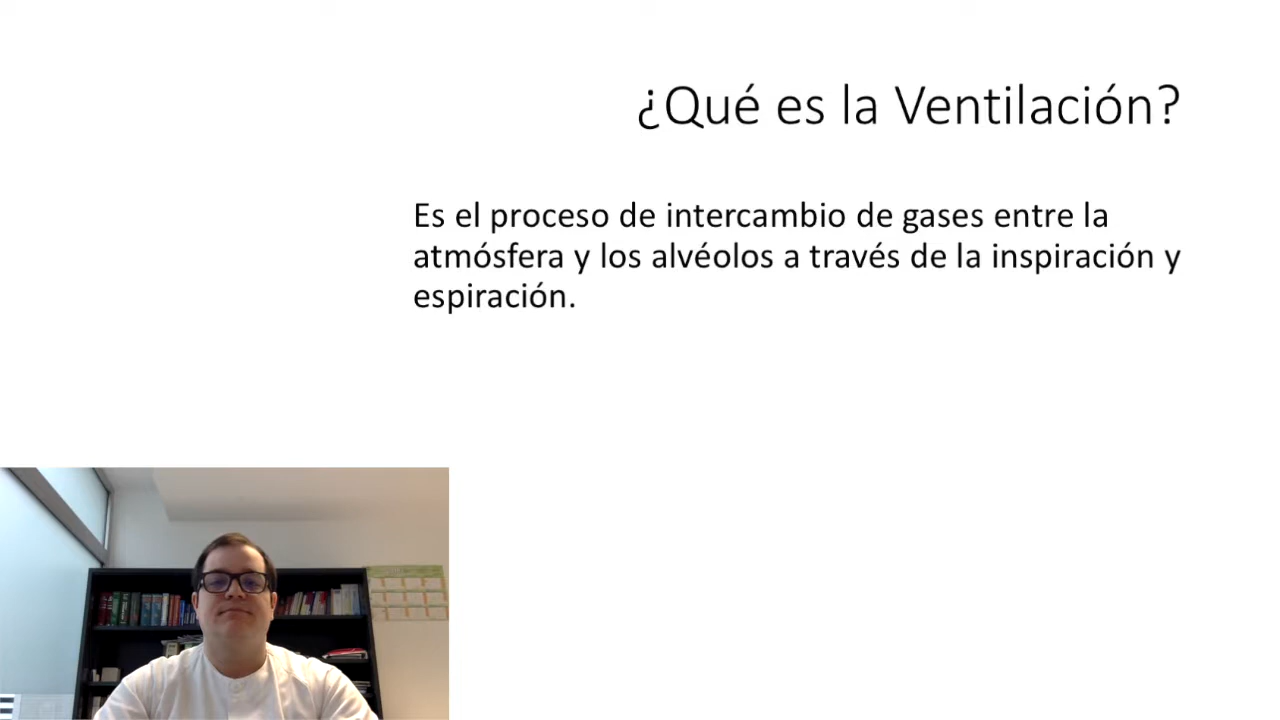 ¿Qué es la Ventilación?
Es el proceso de intercambio de gases entre la
atmósfera y los alvéolos a través de la inspiración y
espiración.